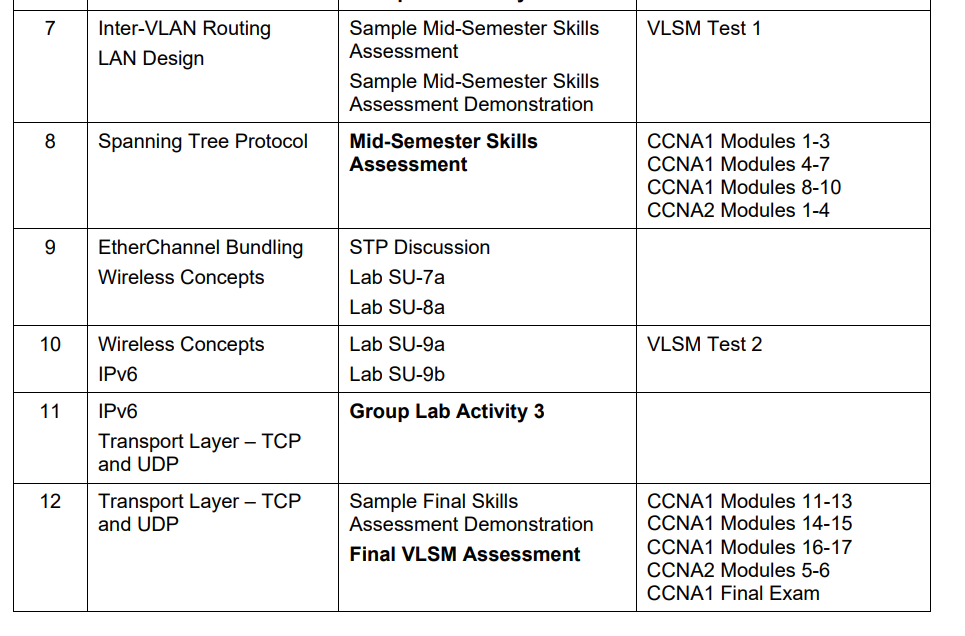 7
Inter-VLAN Routing
LAN Design
Sample Mid-Semester Skills
Assessment
Sample Mid-Semester Skills
Assessment Demonstration
VLSM Test 1
8
Spanning Tree Protocol
Mid-Semester Skills
Assessment
CCNA1 Modules 1-3
CCNA1 Modules 4-7
CCNA1 Modules 8-10
CCNA2 Modules 1-4
9
EtherChannel Bundling
Wireless Concepts
STP Discussion
Lab SU-7a
Lab SU-8a
10
Wireless Concepts
IPv6
Lab SU-9a
Lab SU-9b
VLSM Test 2
11
IPv6
Transport Layer – TCP
and UDP
Group Lab Activity 3
12
Transport Layer – TCP
and UDP
Sample Final Skills
Assessment Demonstration
Final VLSM Assessment
CCNA1 Modules 11-13
CCNA1 Modules 14-15
CCNA1 Modules 16-17
CCNA2 Modules 5-6
CCNA1 Final Exam